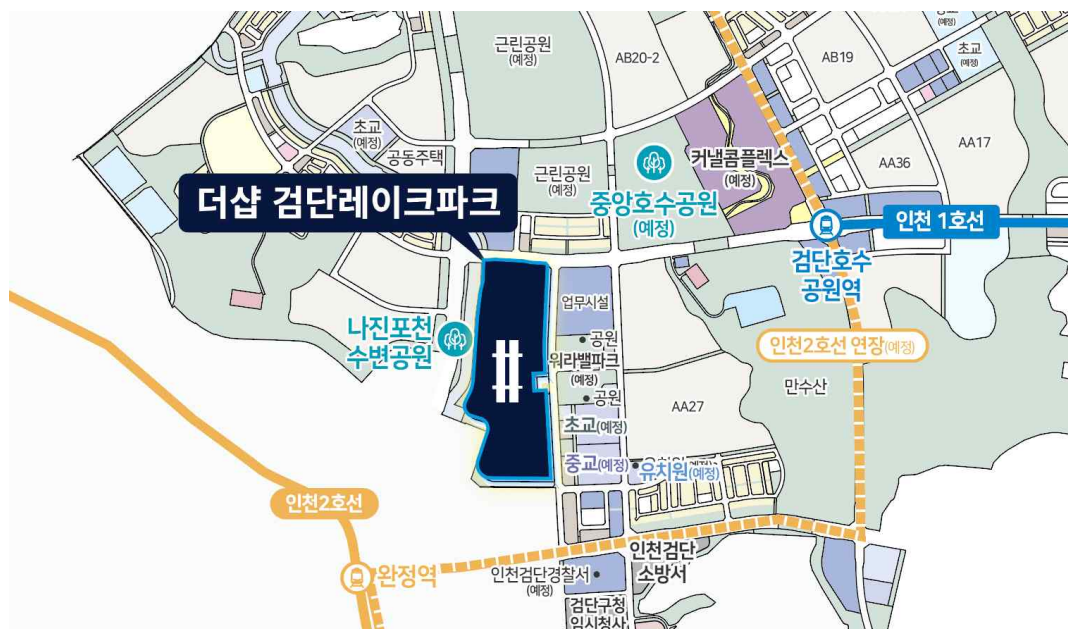 근린공원
(예정)
AB20-2
AB19
초교
(예정)
초교
(예정)
공동주택
근린공원
(예정)
커낼콤플렉스
(예정)
AA36
AA17
더샵 검단레이크파크
중앙호수공원
(예정)
인천 1호선
검단호수
공원역
업무시설
나진포천
수변공원
공원
워라밸파크
(예정)
공원
인천2호선 연장(예정)
만수산
AA27
초교(예정)
중교(예정)
유치원(예정)
인천2호선
완정역
인천검단
소방서
인천검단경찰서
(예정)
검단구청
임시청사